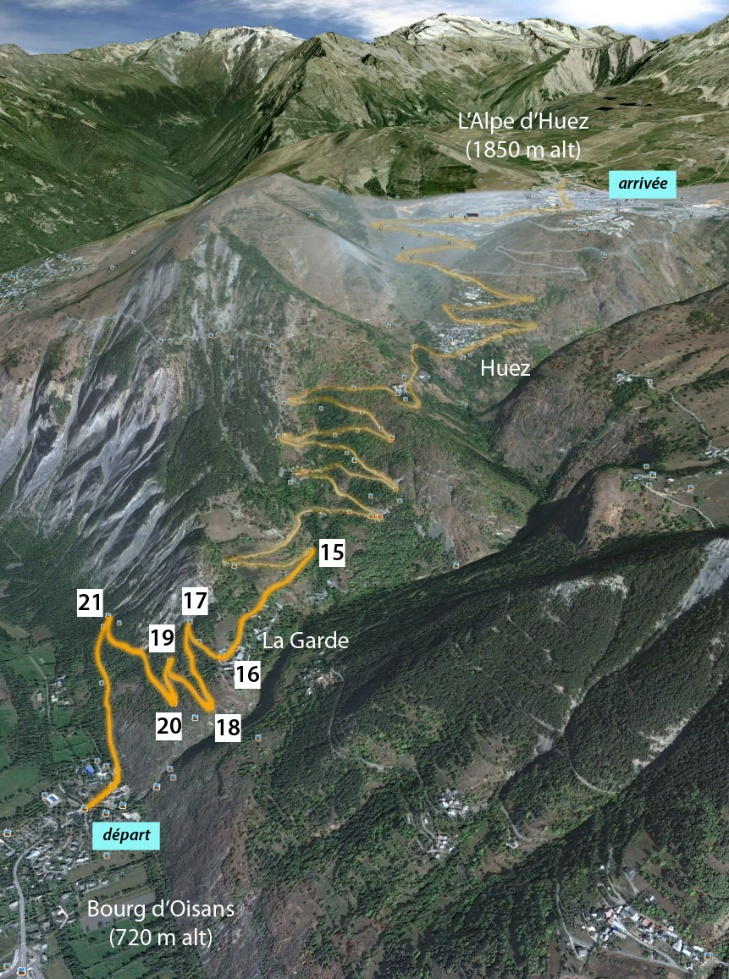 L'Alpe d'Huez
(1850 m alt)
arrivée
Huez
15
21
17
19
La Garde
16
20
18
départ
Bourg d'Oisans
(720 m alt)